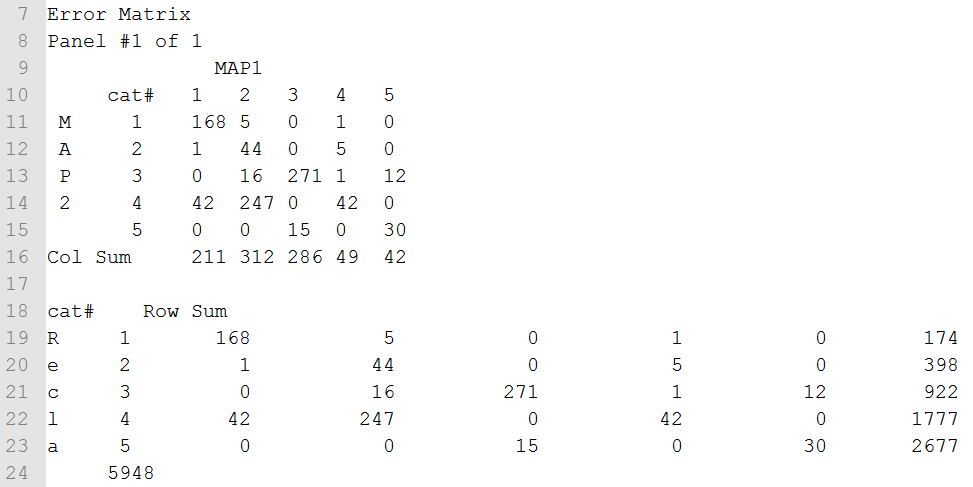 7 Error Matrix
8 Panel #1 of 1
9               MAP1
10      cat#   1   2   3   4   5
11  M     1    168 5   0   1   0
12  A     2    1   44  0   5   0
13  P     3    0   16  271 1   12
14  2     4    42  247 0   42  0
15        5    0   0   15  0   30
16 Col Sum     211 312 286 49  42
17
18 cat#    Row Sum
19 R     1       168           5           0           1           0         174
20 e     2         1          44           0           5           0         398
21 c     3         0          16         271           1          12         922
22 l     4        42         247           0          42           0        1777
23 a     5         0           0          15           0          30        2677
24      5948